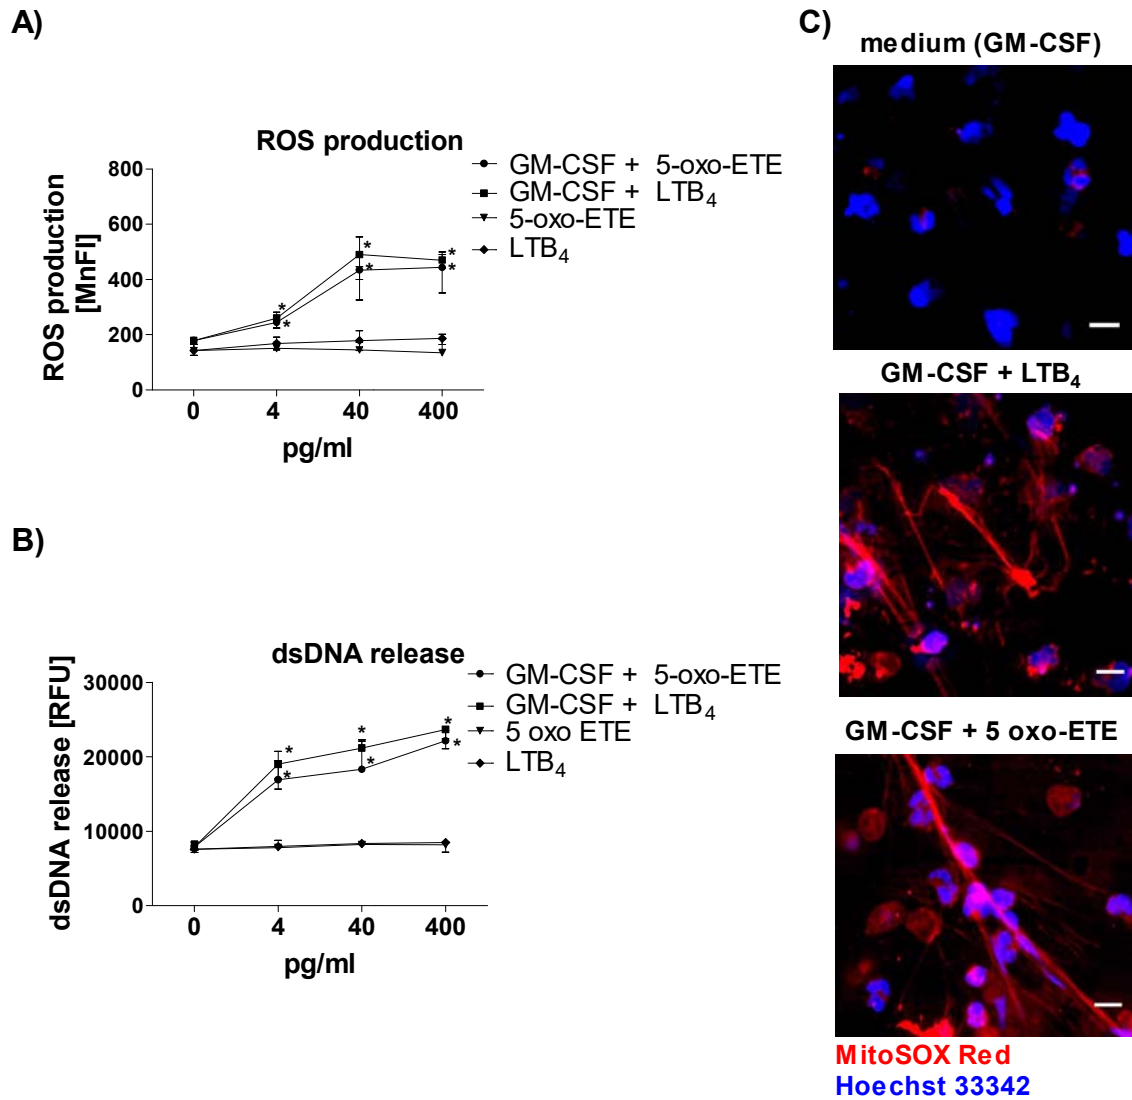 A)
ROS production
ROS production
[MnFI]
800
600
400
200
0
0 4 40 400
pg/ml
GM-CSF + 5-oxo-ETE
GM-CSF + LTB4
5-oxo-ETE
LTB4
* * * * * *
B)
dsDNA release
dsDNA release [RFU]
30000
20000
10000
0
0 4 40 400
pg/ml
GM-CSF + 5-oxo-ETE
GM-CSF + LTB4
5 oxo ETE
LTB4
* * * * * *
C)
medium (GM-CSF)
GM-CSF + LTB4
GM-CSF + 5 oxo-ETE
MitoSOX Red
Hoechst 33342